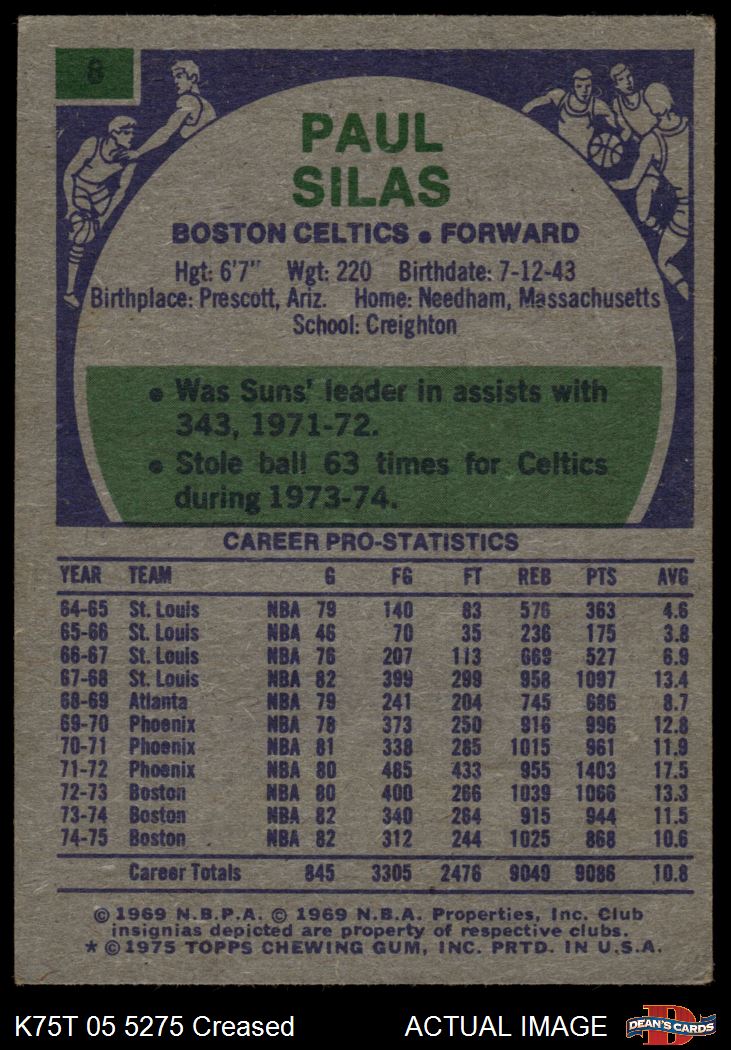 8
PAUL
SILAS
BOSTON CELTICS • FORWARD
Hgt: 6'7" Wgt: 220 Birthdate: 7-12-43
Birthplace: Prescott, Ariz. Home: Needham, Massachusetts
School: Creighton
• Was Suns' leader in assists with
343, 1971-72.
• Stole ball 63 times for Celtics
during 1973-74.
CAREER PRO-STATISTICS
YEAR TEAM G FG FT REB PTS AVG
64-65 St. Louis NBA 79 140 83 576 363 4.6
65-66 St. Louis NBA 46 70 35 236 175 3.8
66-67 St. Louis NBA 76 207 113 669 527 6.9
67-68 St. Louis NBA 82 399 299 958 1097 13.4
68-69 Atlanta NBA 79 241 204 745 686 8.7
69-70 Phoenix NBA 78 373 250 916 996 12.8
70-71 Phoenix NBA 81 338 285 1015 961 11.9
71-72 Phoenix NBA 80 485 433 955 1403 17.5
72-73 Boston NBA 80 400 266 1039 1066 13.3
73-74 Boston NBA 82 340 264 915 944 11.5
74-75 Boston NBA 82 312 244 1025 868 10.6
Career Totals 845 3305 2476 9049 9086 10.8
© 1969 N.B.P.A. © 1969 N.B.A. Properties, Inc. Club
insignias depicted are property of respective clubs.
* © 1975 TOPPS CHEWING GUM, INC. PRTD. IN U.S.A.
K75T 05 5275 Creased ACTUAL IMAGE
D
DEAN'S CARDS